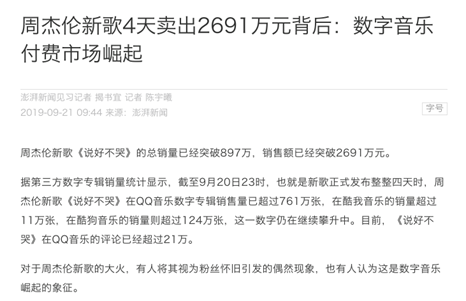 周杰伦新歌4天卖出2691万元背后：数字音乐
付费市场崛起
澎湃新闻见习记者 揭书宜 记者 陈宇曦
2019-09-21 09:44 来源：澎湃新闻
字号
周杰伦新歌《说好不哭》的总销量已经突破897万，销售额已经突破2691万元。
据第三方数字专辑销量统计显示，截至9月20日23时，也就是新歌正式发布整整四天时，周
杰伦新歌《说好不哭》在QQ音乐数字专辑销售量已超过761万张，在酷我音乐的销量超过
11万张，在酷狗音乐的销量则超过124万张，这一数字仍在继续攀升中。目前，《说好不
哭》在QQ音乐的评论已经超过21万。
对于周杰伦新歌的大火，有人将其视为粉丝怀旧引发的偶然现象，也有人认为这是数字音乐
崛起的象征。